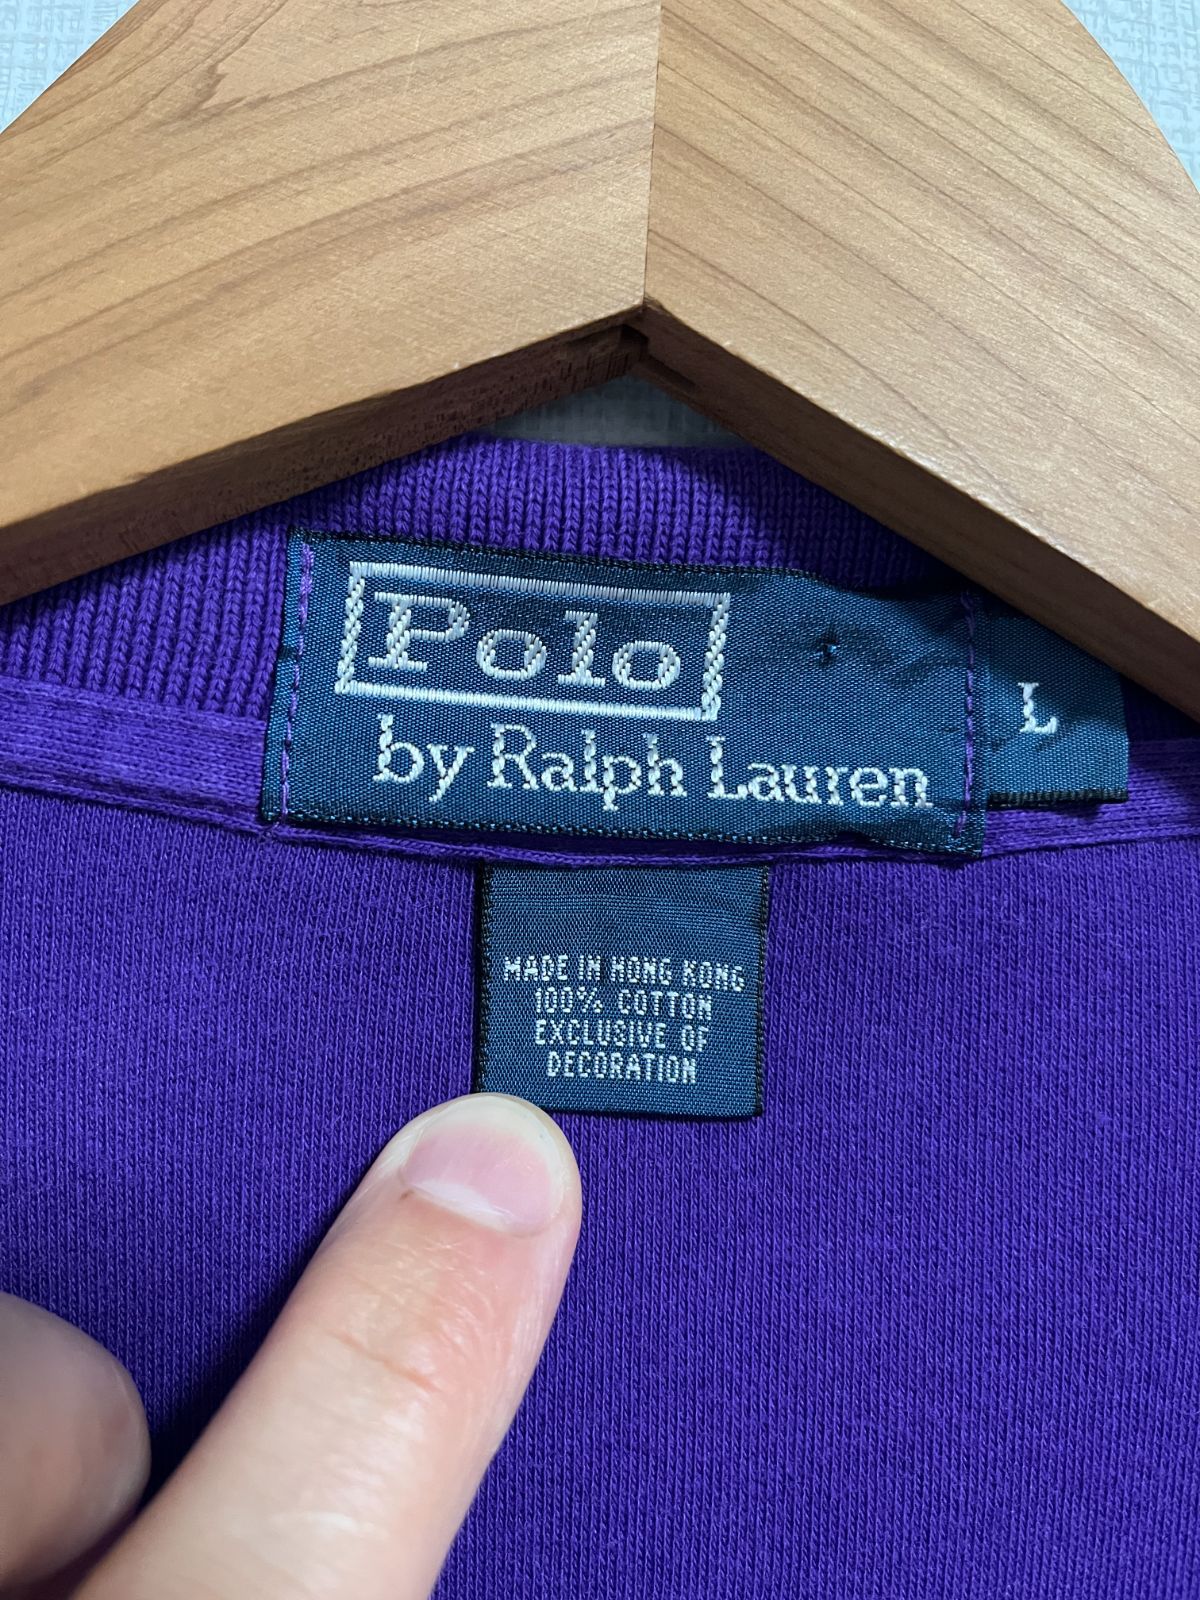 Polo
by Ralph Lauren
L
MADE IN HONG KONG
100% COTTON
EXCLUSIVE OF
DECORATION